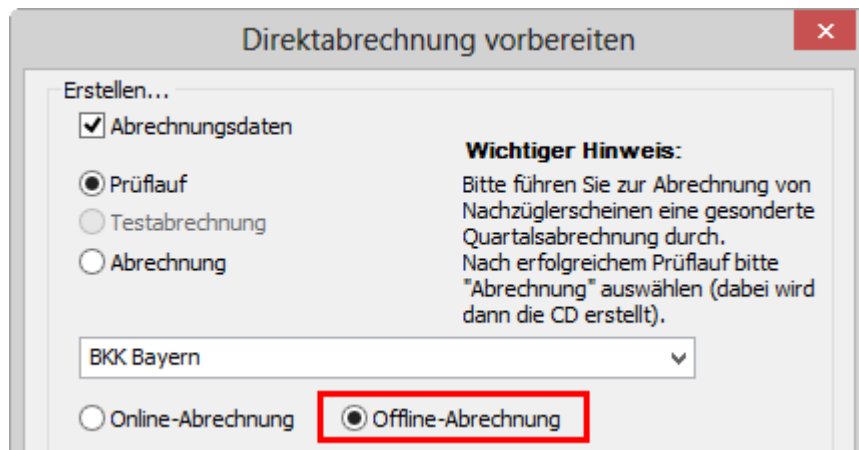 Direktabrechnung vorbereiten
Erstellen...
Abrechnungsdaten
Prüflauf
Testabrechnung
Abrechnung
Wichtiger Hinweis:
Bitte führen Sie zur Abrechnung von
Nachzüglerscheinen eine gesonderte
Quartalsabrechnung durch.
Nach erfolgreichem Prüflauf bitte
"Abrechnung" auswählen (dabei wird
dann die CD erstellt).
BKK Bayern
Online-Abrechnung
Offline-Abrechnung